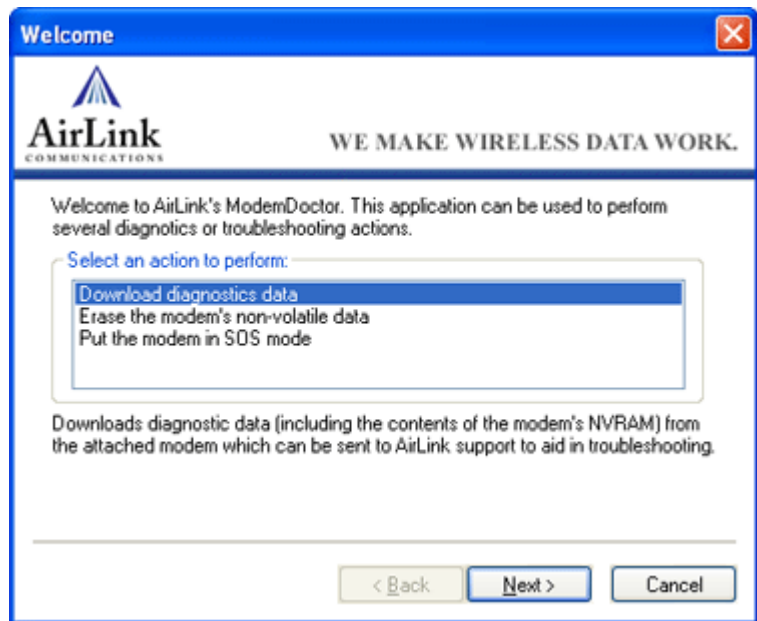 Welcome
AirLink
COMMUNICATIONS
WE MAKE WIRELESS DATA WORK.
Welcome to AirLink's ModemDoctor. This application can be used to perform
several diagnotics or troubleshooting actions.
Select an action to perform:
Download diagnostics data
Erase the modem's non-volatile data
Put the modem in SOS mode
Downloads diagnostic data (including the contents of the modem's NVRAM) from
the attached modem which can be sent to AirLink support to aid in troubleshooting.
< Back
Next >
Cancel